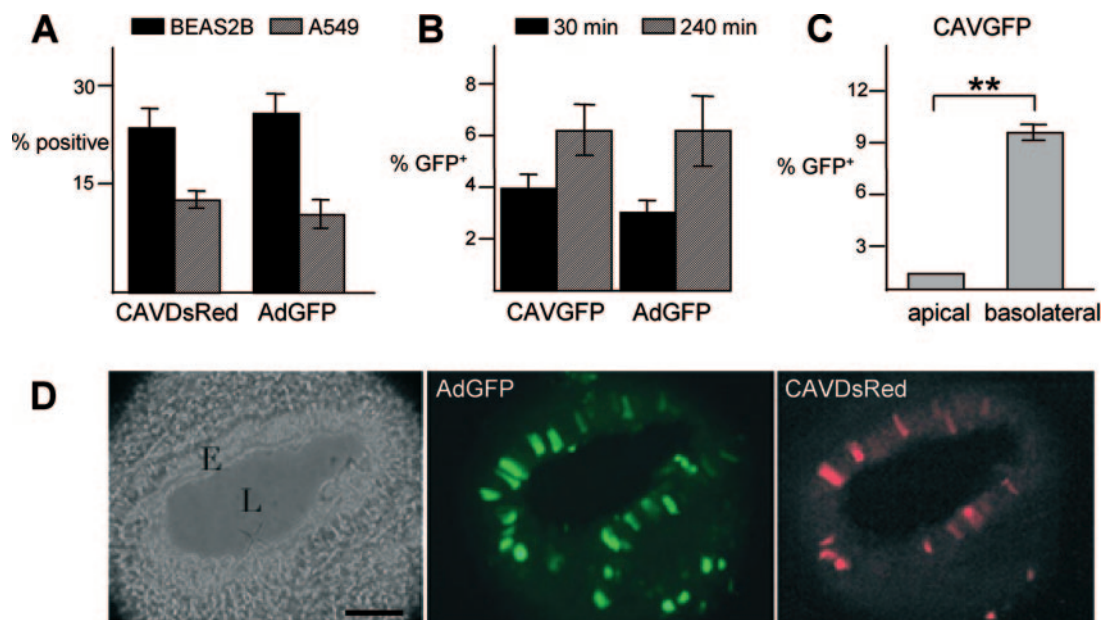 A
BEAS2B A549
30
% positive
15
CAVDsRed AdGFP
B
30 min 240 min
8
6
% GFP+
4
2
CAVGFP AdGFP
C
CAVGFP
12
**
9
% GFP+
6
3
apical basolateral
D
E
L
AdGFP
CAVDsRed